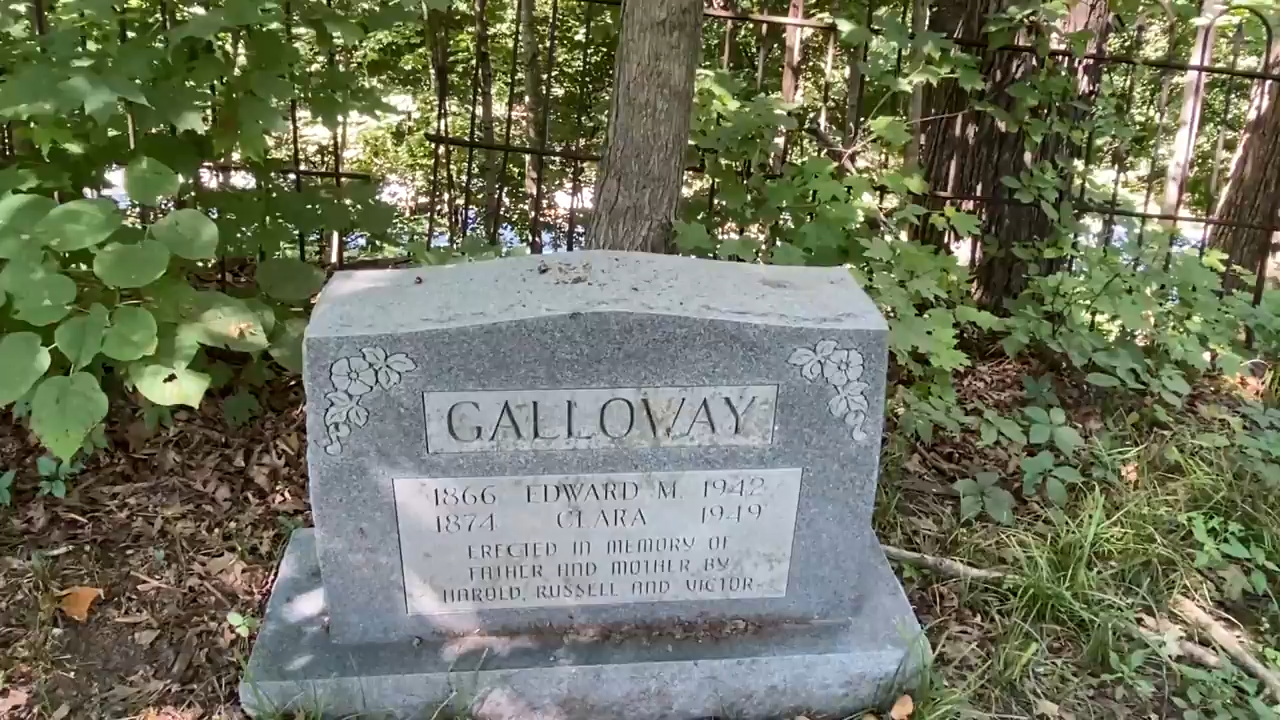 GALLOWAY
1866 EDWARD M. 1942
1874 CLARA 1949
ERECTED IN MEMORY OF
FATHER AND MOTHER BY
HAROLD, RUSSELL AND VICTOR